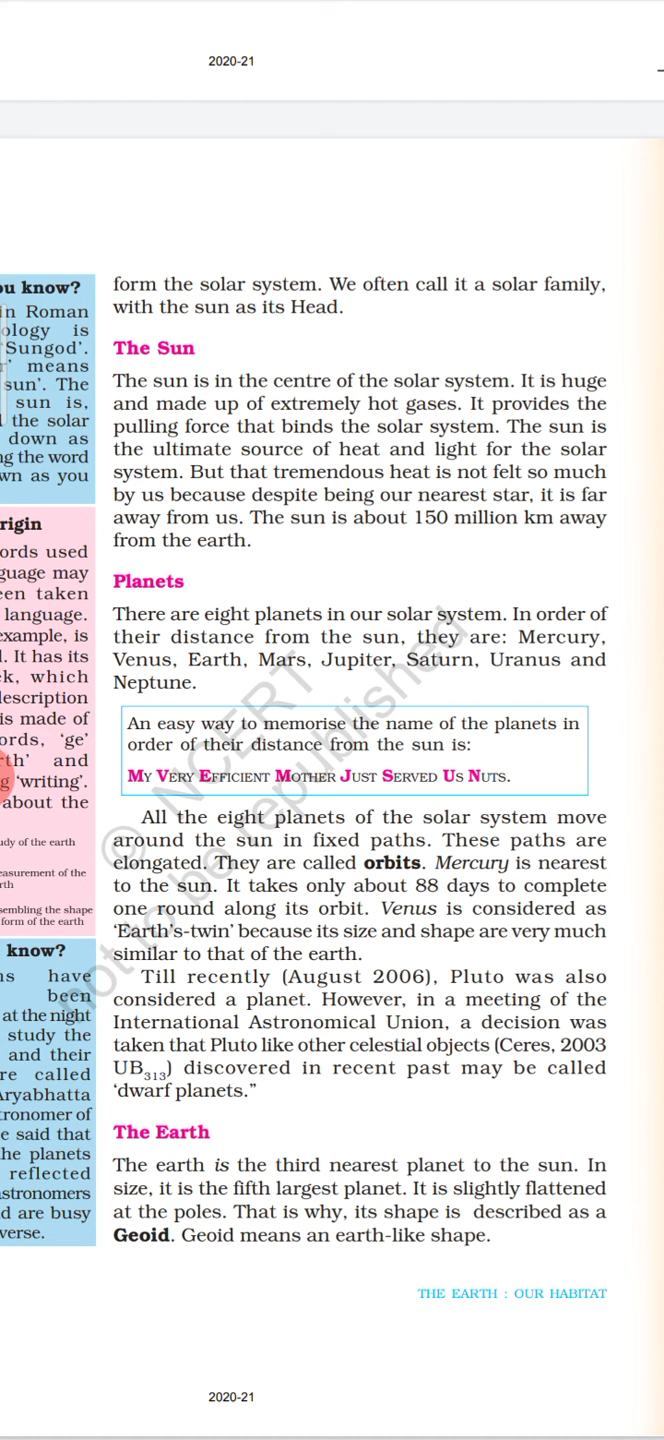 2020-21
ou know?
in Roman
ology is
'Sungod'.
means
sun'. The
sun is,
the solar
down as
ng the word
wn as you
rigin
ords used
guage may
een taken
language.
example, is
l. It has its
ek, which
description
is made of
ords, 'ge'
rth' and
g 'writing'.
about the
udy of the earth
easurement of the
rth
sembling the shape
form of the earth
know?
ns have
been
at the night
study the
and their
re called
Aryabhatta
tronomer of
e said that
he planets
reflected
astronomers
d are busy
verse.
form the solar system. We often call it a solar family,
with the sun as its Head.
The Sun
The sun is in the centre of the solar system. It is huge
and made up of extremely hot gases. It provides the
pulling force that binds the solar system. The sun is
the ultimate source of heat and light for the solar
system. But that tremendous heat is not felt so much
by us because despite being our nearest star, it is far
away from us. The sun is about 150 million km away
from the earth.
Planets
There are eight planets in our solar system. In order of
their distance from the sun, they are: Mercury,
Venus, Earth, Mars, Jupiter, Saturn, Uranus and
Neptune.
An easy way to memorise the name of the planets in
order of their distance from the sun is:
MY VERY EFFICIENT MOTHER JUST SERVED US NUTS.
All the eight planets of the solar system move
around the sun in fixed paths. These paths are
elongated. They are called orbits. Mercury is nearest
to the sun. It takes only about 88 days to complete
one round along its orbit. Venus is considered as
'Earth's-twin' because its size and shape are very much
similar to that of the earth.
Till recently (August 2006), Pluto was also
considered a planet. However, in a meeting of the
International Astronomical Union, a decision was
taken that Pluto like other celestial objects (Ceres, 2003
UB313) discovered in recent past may be called
'dwarf planets."
The Earth
The earth is the third nearest planet to the sun. In
size, it is the fifth largest planet. It is slightly flattened
at the poles. That is why, its shape is described as a
Geoid. Geoid means an earth-like shape.
© NCERT
not to be republished
THE EARTH : OUR HABITAT
2020-21